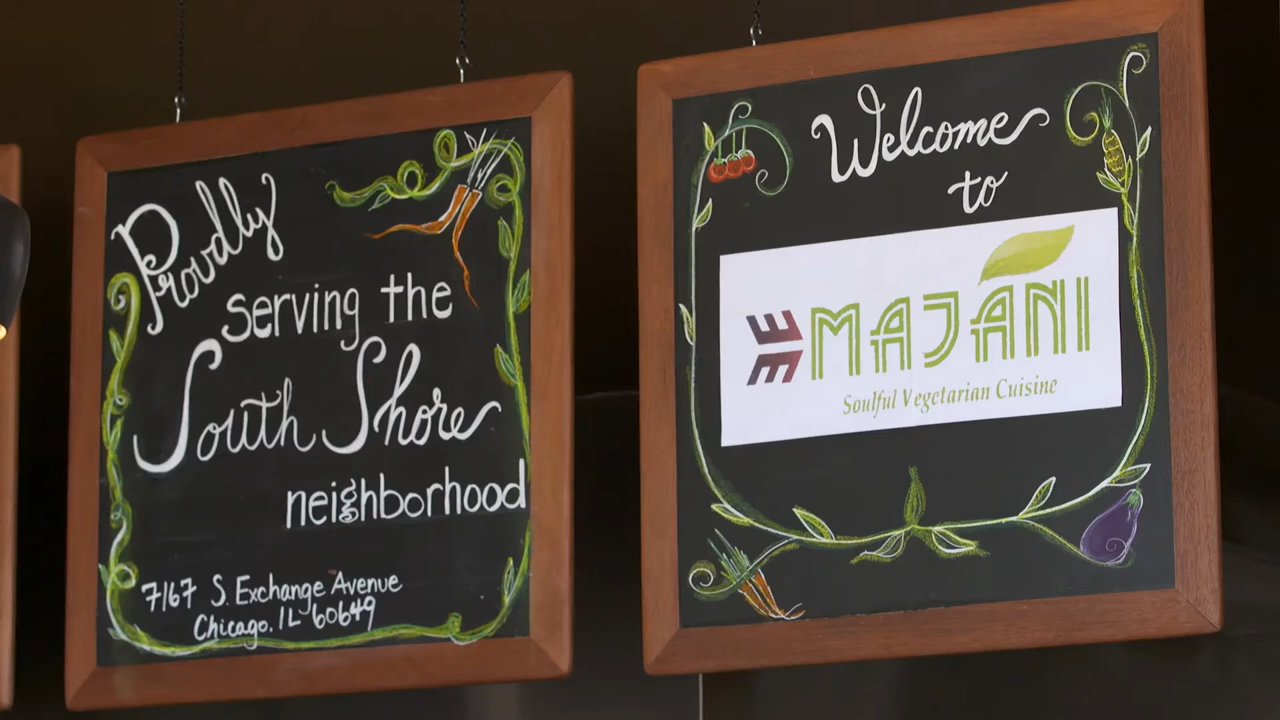 Proudly
serving the
South Shore
neighborhood
7167 S. Exchange Avenue
Chicago, IL 60649
Welcome
to
MAJANI
Soulful Vegetarian Cuisine